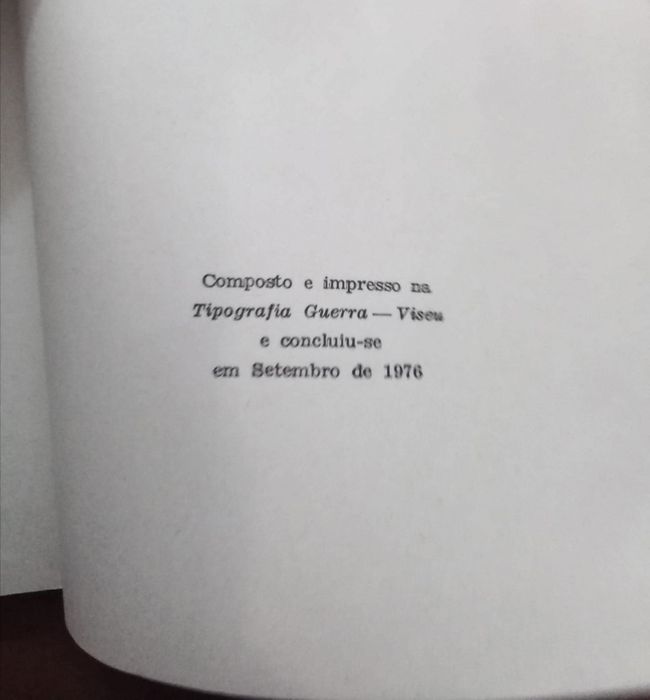 Composto e impresso na
Tipografia Guerra — Viseu
e concluiu-se
em Setembro de 1976